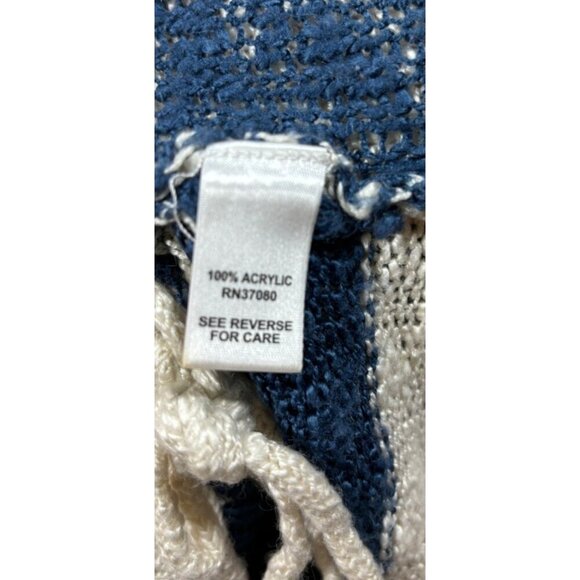 100% ACRYLIC
RN37080
SEE REVERSE
FOR CARE